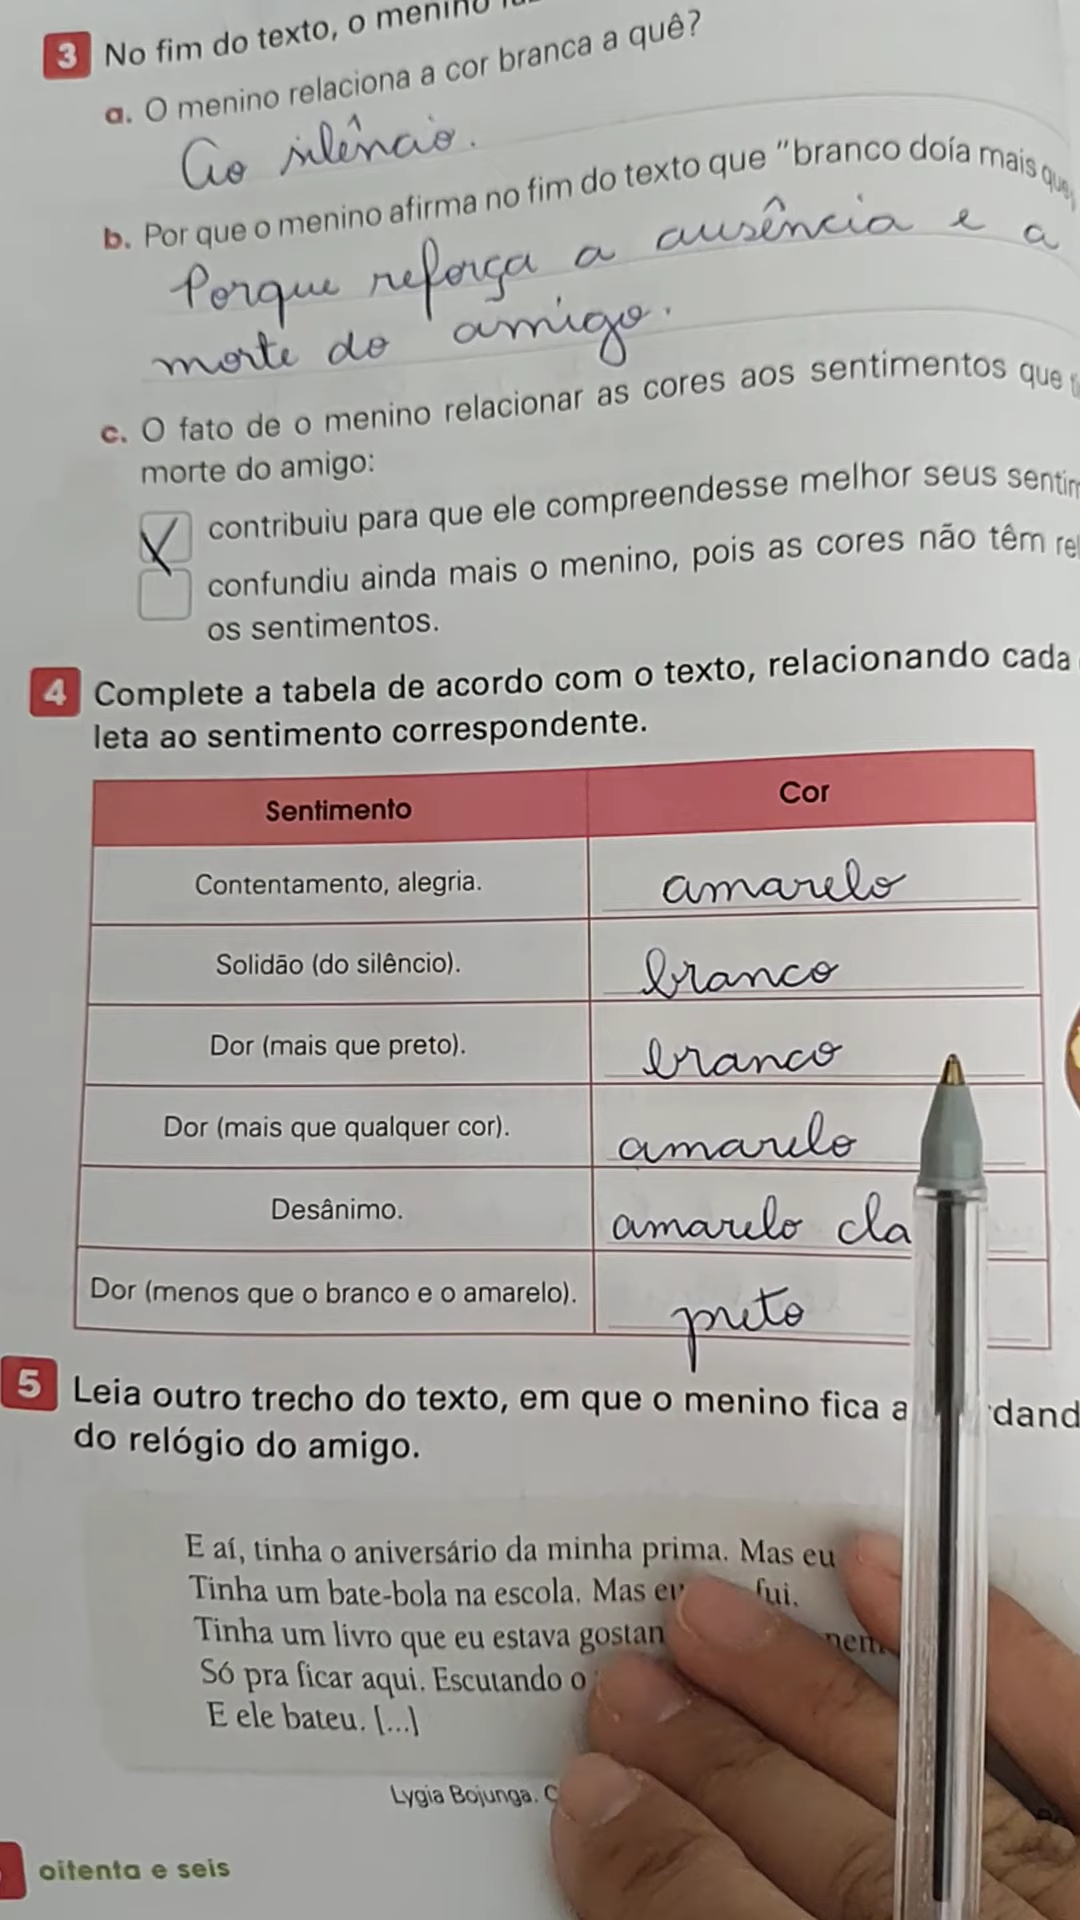 3 No fim do texto, o menino
a. O menino relaciona a cor branca a quê?
Ao silêncio.
b. Por que o menino afirma no fim do texto que "branco doía mais que
Porque reforça a ausência e a
morte do amigo.
c. O fato de o menino relacionar as cores aos sentimentos que
morte do amigo:
contribuiu para que ele compreendesse melhor seus
confundiu ainda mais o menino, pois as cores não têm
os sentimentos.
4 Complete a tabela de acordo com o texto, relacionando cada
leta ao sentimento correspondente.
Sentimento Cor
Contentamento, alegria. amarelo
Solidão (do silêncio). branco
Dor (mais que preto). branco
Dor (mais que qualquer cor). amarelo
Desânimo. amarelo cla
Dor (menos que o branco e o amarelo). preto
5 Leia outro trecho do texto, em que o menino fica a dand
do relógio do amigo.
E aí, tinha o aniversário da minha prima. Mas eu
Tinha um bate-bola na escola. Mas eu fui.
Tinha um livro que eu estava gostan nem
Só pra ficar aqui. Escutando o
E ele bateu. [...]
Lygia Bojunga. C
oitenta e seis